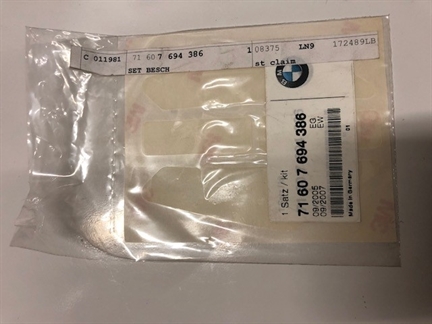 C 011981 71 60 7 694 386 1 08375 LN9 172489LB
SET BESCH st claim
BMW
1 Satz / kit
71 60 7 694 386
09/2006 EG
09/2007 EW
01
Made in Germany